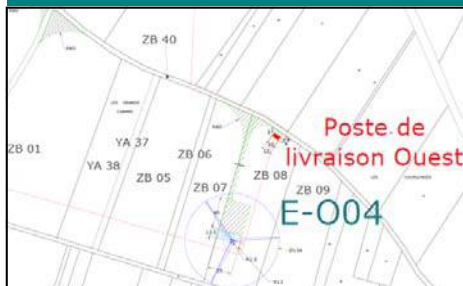 ZB 40
ZB 01
YA 37
YA 38
ZB 05
ZB 06
ZB 07
ZB 08
ZB 09
Poste de
livraison Ouest
E-O04